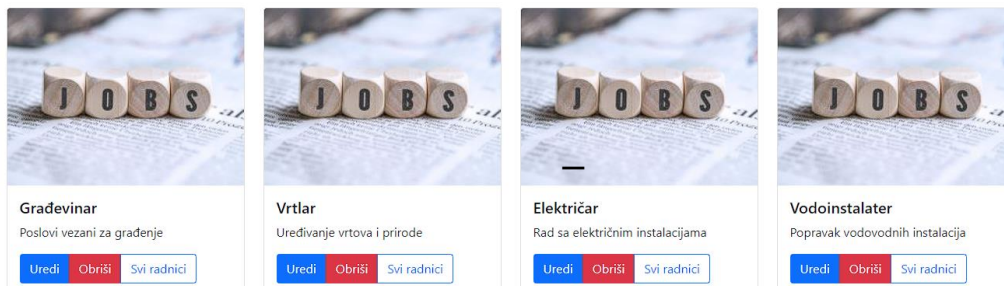 JOBS
JOBS
JOBS
JOBS
Građevinar
Poslovi vezani za građenje
Uredi Obriši Svi radnici
Vrtlar
Uređivanje vrtova i prirode
Uredi Obriši Svi radnici
Električar
Rad sa električnim instalacijama
Uredi Obriši Svi radnici
Vodoinstalater
Popravak vodovodnih instalacija
Uredi Obriši Svi radnici